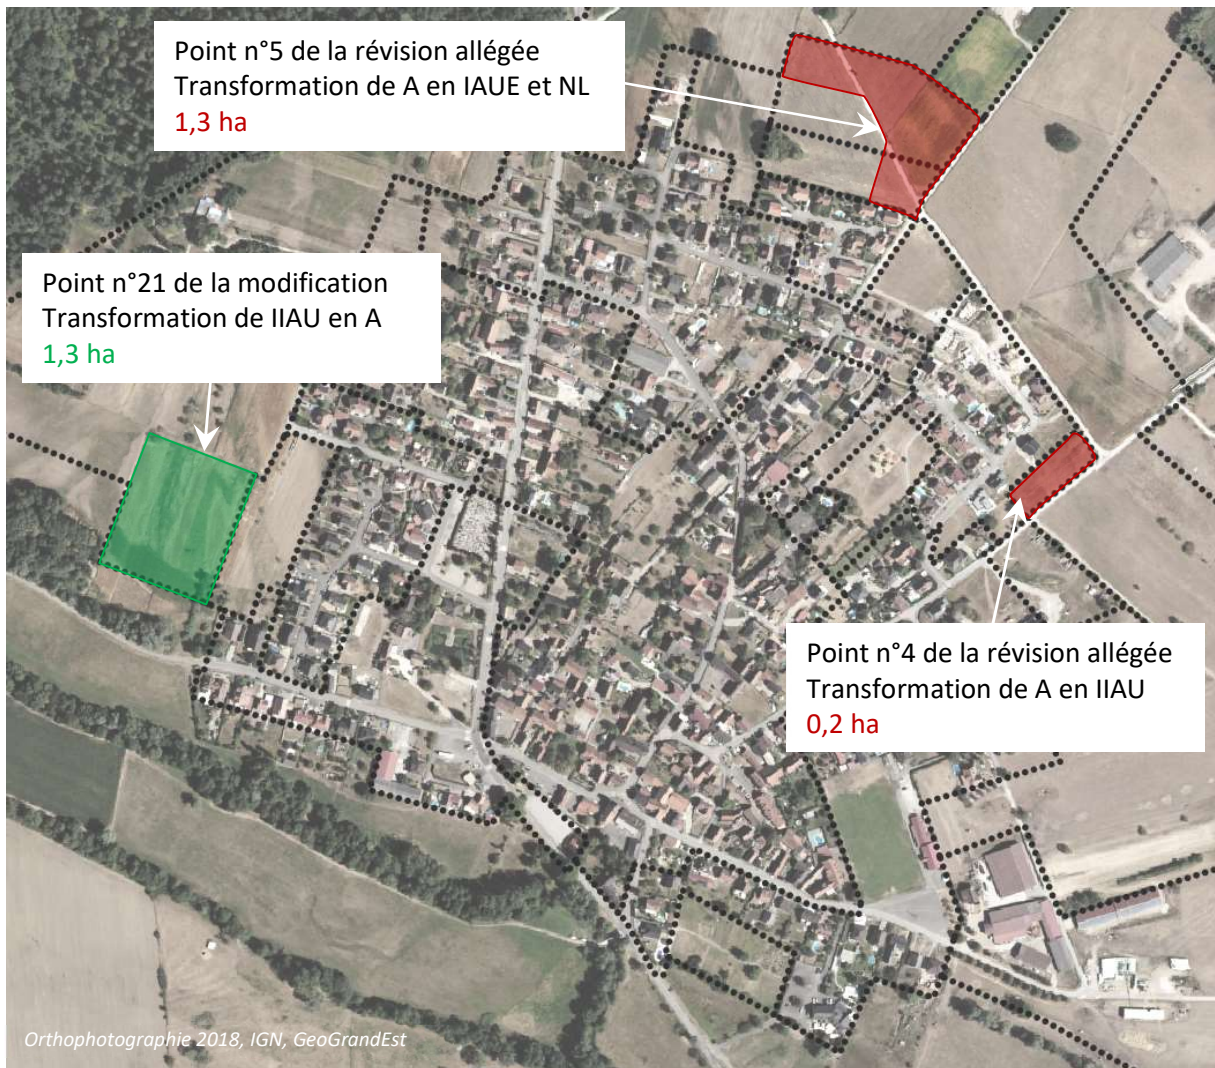 Point n°5 de la révision allégée
Transformation de A en IAUE et NL
1,3 ha
Point n°21 de la modification
Transformation de IIAU en A
1,3 ha
Point n°4 de la révision allégée
Transformation de A en IIAU
0,2 ha
Orthophotographie 2018, IGN, GeoGrandEst